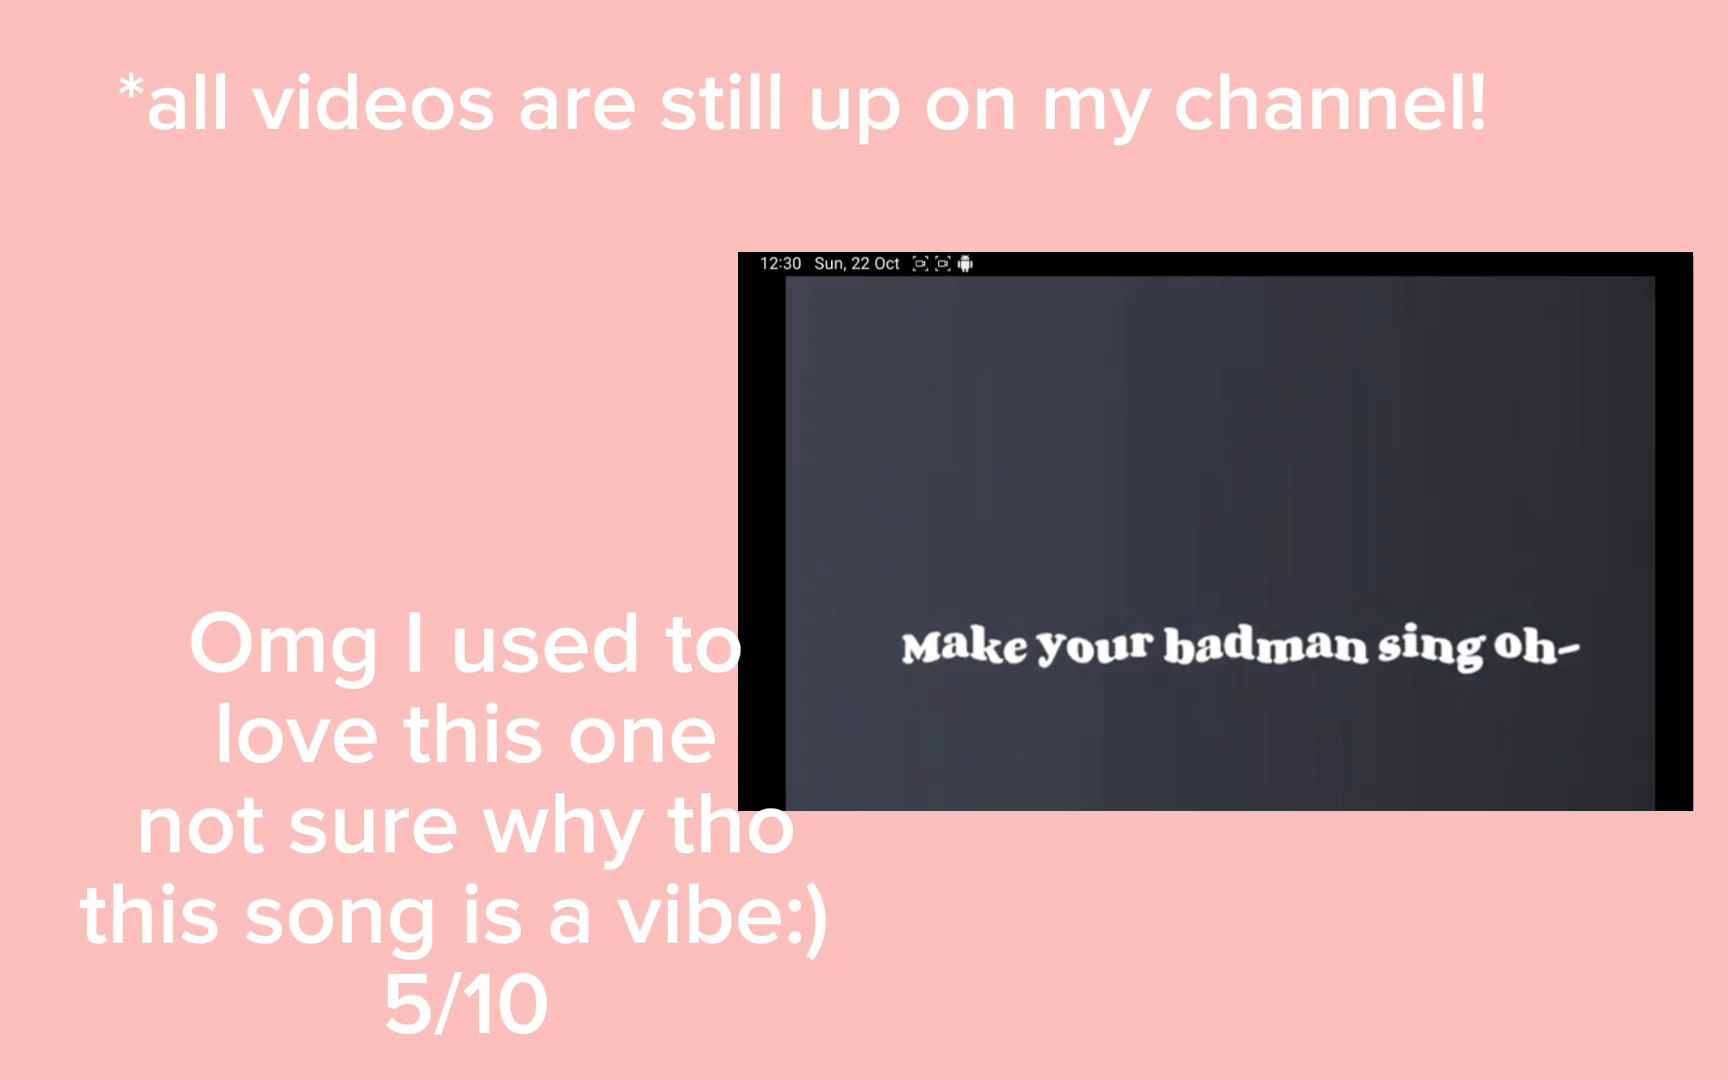 *all videos are still up on my channel!
12:30 Sun, 22 Oct
Make your badman sing oh-
Omg I used to
love this one
not sure why tho
this song is a vibe:)
5/10